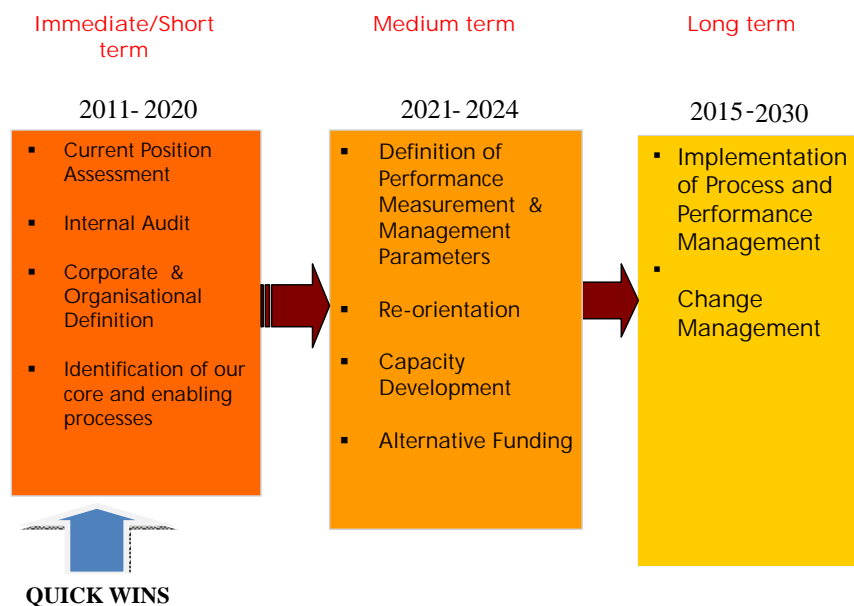 Immediate/Short
term
2011-2020
▪ Current Position
Assessment
▪ Internal Audit
▪ Corporate &
Organisational
Definition
▪ Identification of our
core and enabling
processes
QUICK WINS
Medium term
2021-2024
▪ Definition of
Performance
Measurement &
Management
Parameters
▪ Re-orientation
▪ Capacity
Development
▪ Alternative Funding
Long term
2015-2030
▪ Implementation
of Process and
Performance
Management
▪
Change
Management